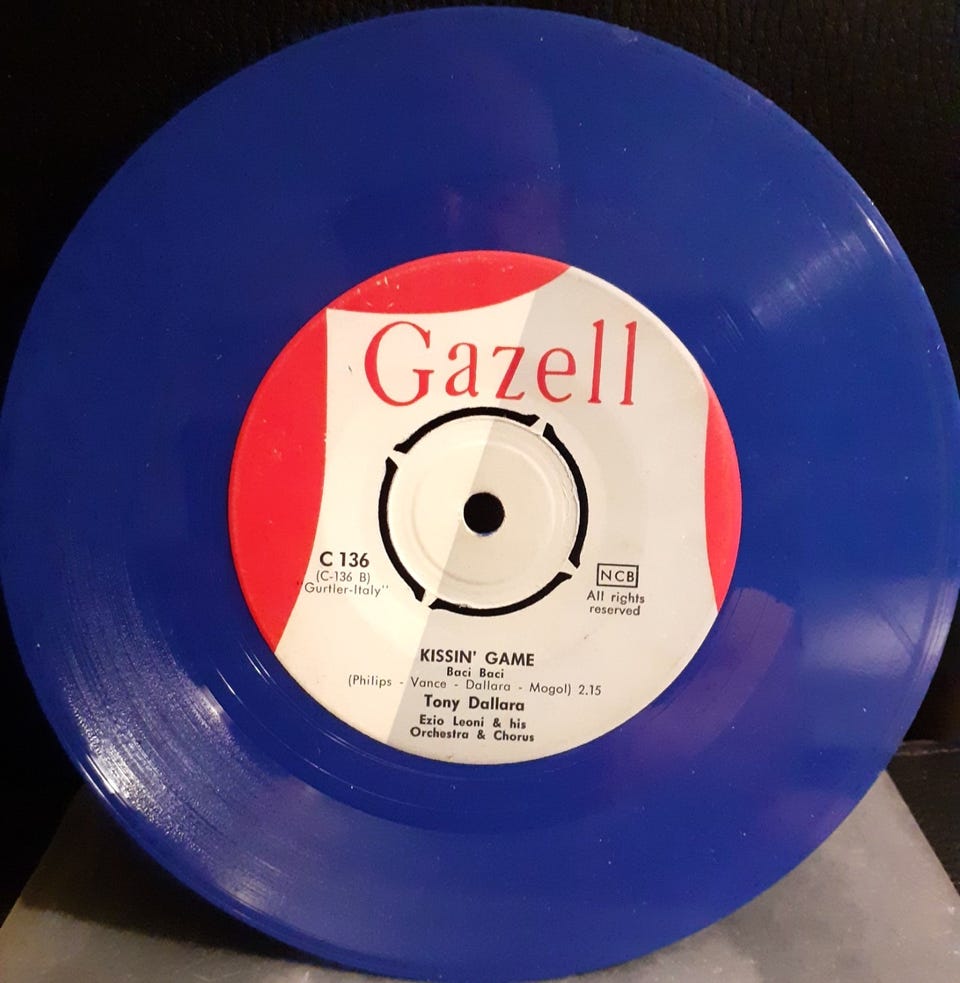 Gazell
C 136
(C-136 B)
"Gurtler-Italy"
NCB
All rights
reserved
KISSIN' GAME
Baci Baci
(Philips - Vance - Dallara - Mogol) 2.15
Tony Dallara
Ezio Leoni & his
Orchestra & Chorus